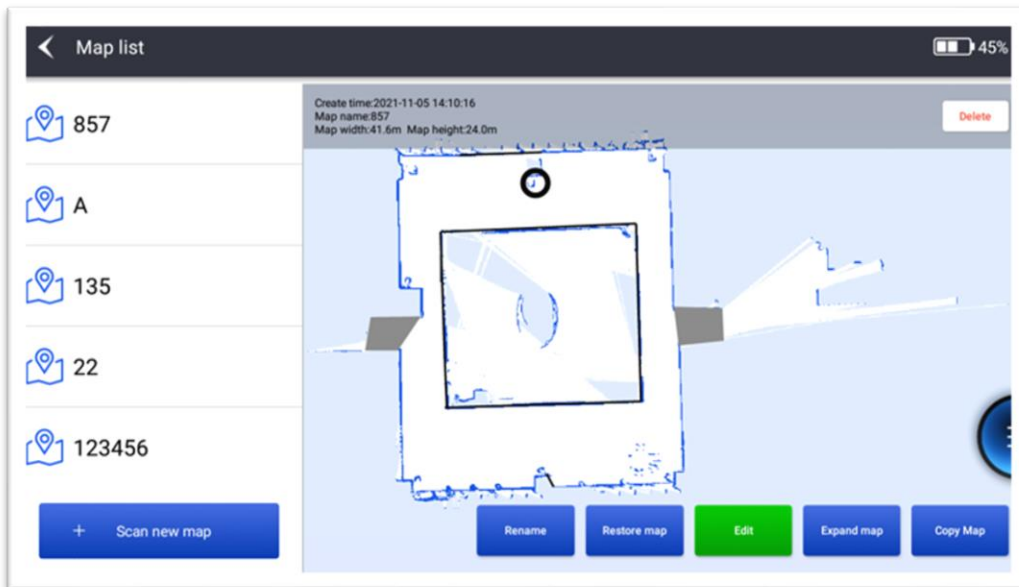 Map list
45%
857
A
135
22
123456
+ Scan new map
Create time:2021-11-05 14:10:16
Map name:857
Map width:41.6m Map height:24.0m
Delete
Rename
Restore map
Edit
Expand map
Copy Map